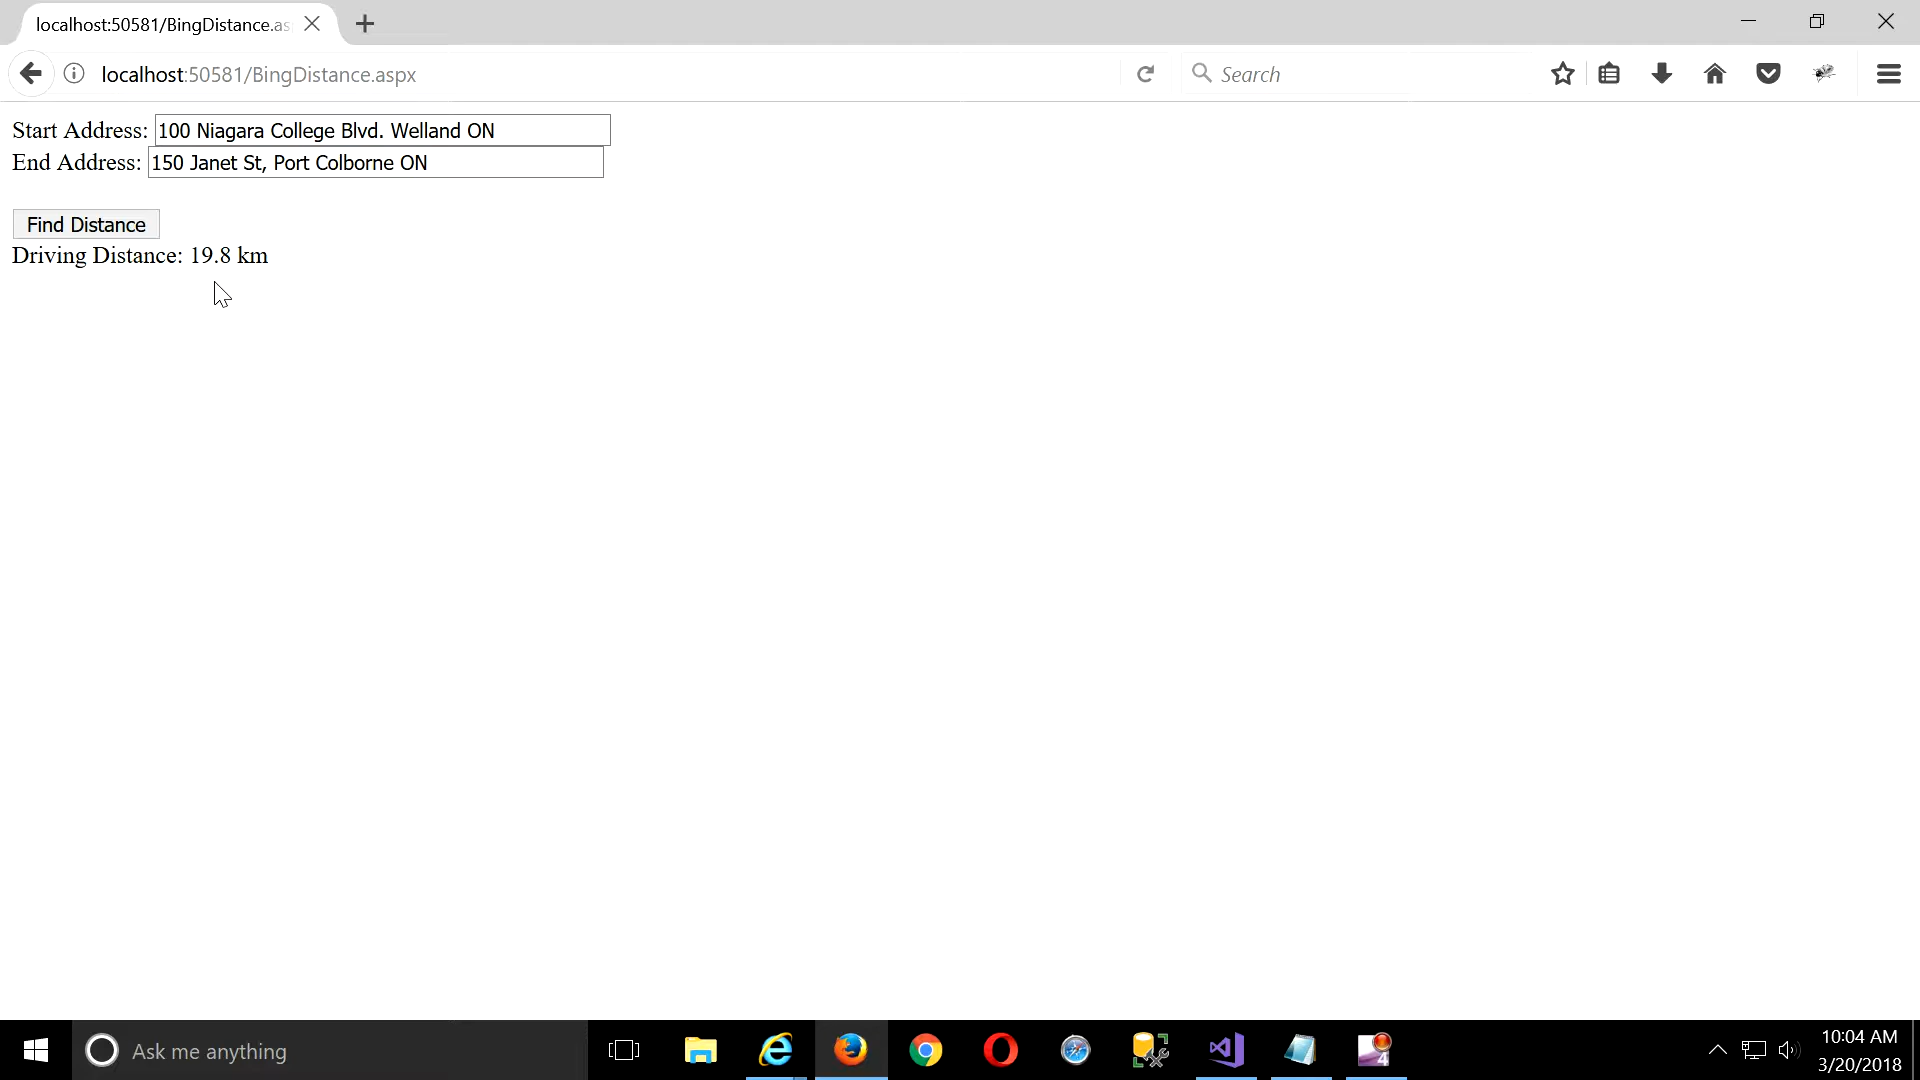 localhost:50581/BingDistance.as
localhost:50581/BingDistance.aspx
Search
Start Address: 100 Niagara College Blvd. Welland ON
End Address: 150 Janet St, Port Colborne ON
Find Distance
Driving Distance: 19.8 km
Ask me anything
4
10:04 AM
3/20/2018